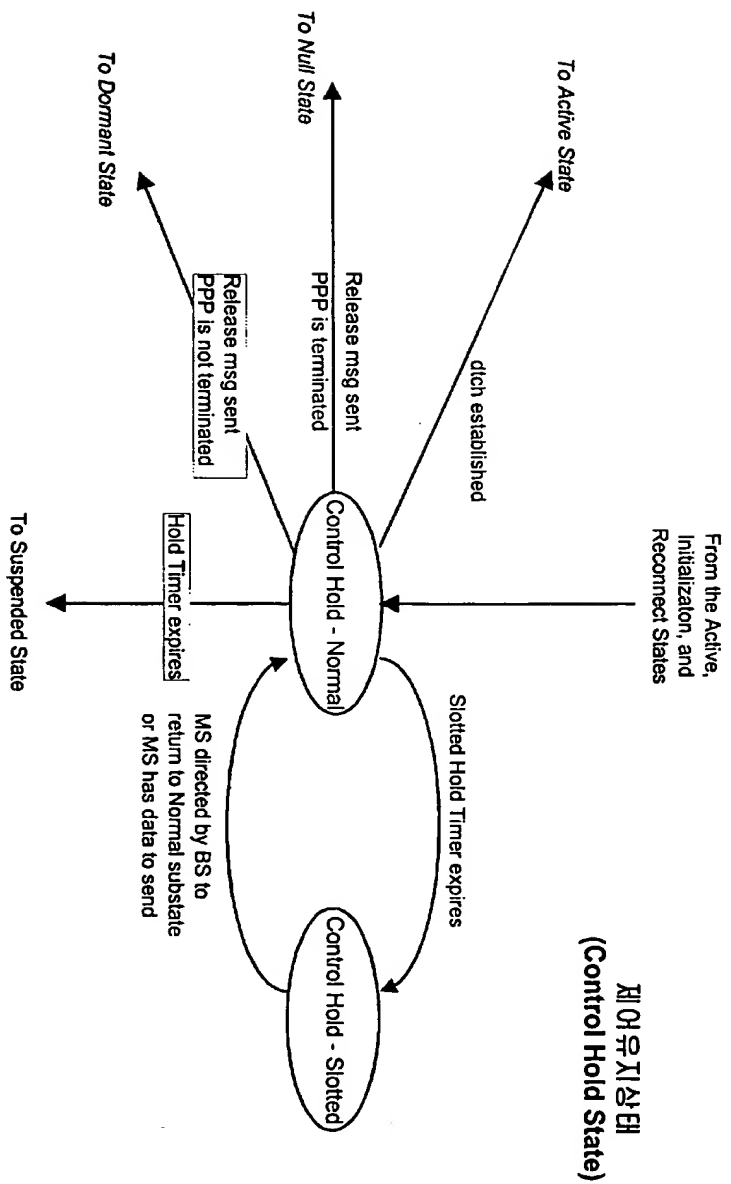 제어유지상태
(Control Hold State)
From the Active,
Initializaton, and
Reconnect States
To Active State
dtch established
To Null State
Release msg sent
PPP is terminated
To Dormant State
Release msg sent
PPP is not terminated
Control Hold - Normal
Slotted Hold Timer expires
Control Hold - Slotted
Hold Timer expires
To Suspended State
MS directed by BS to
return to Normal substate
or MS has data to send